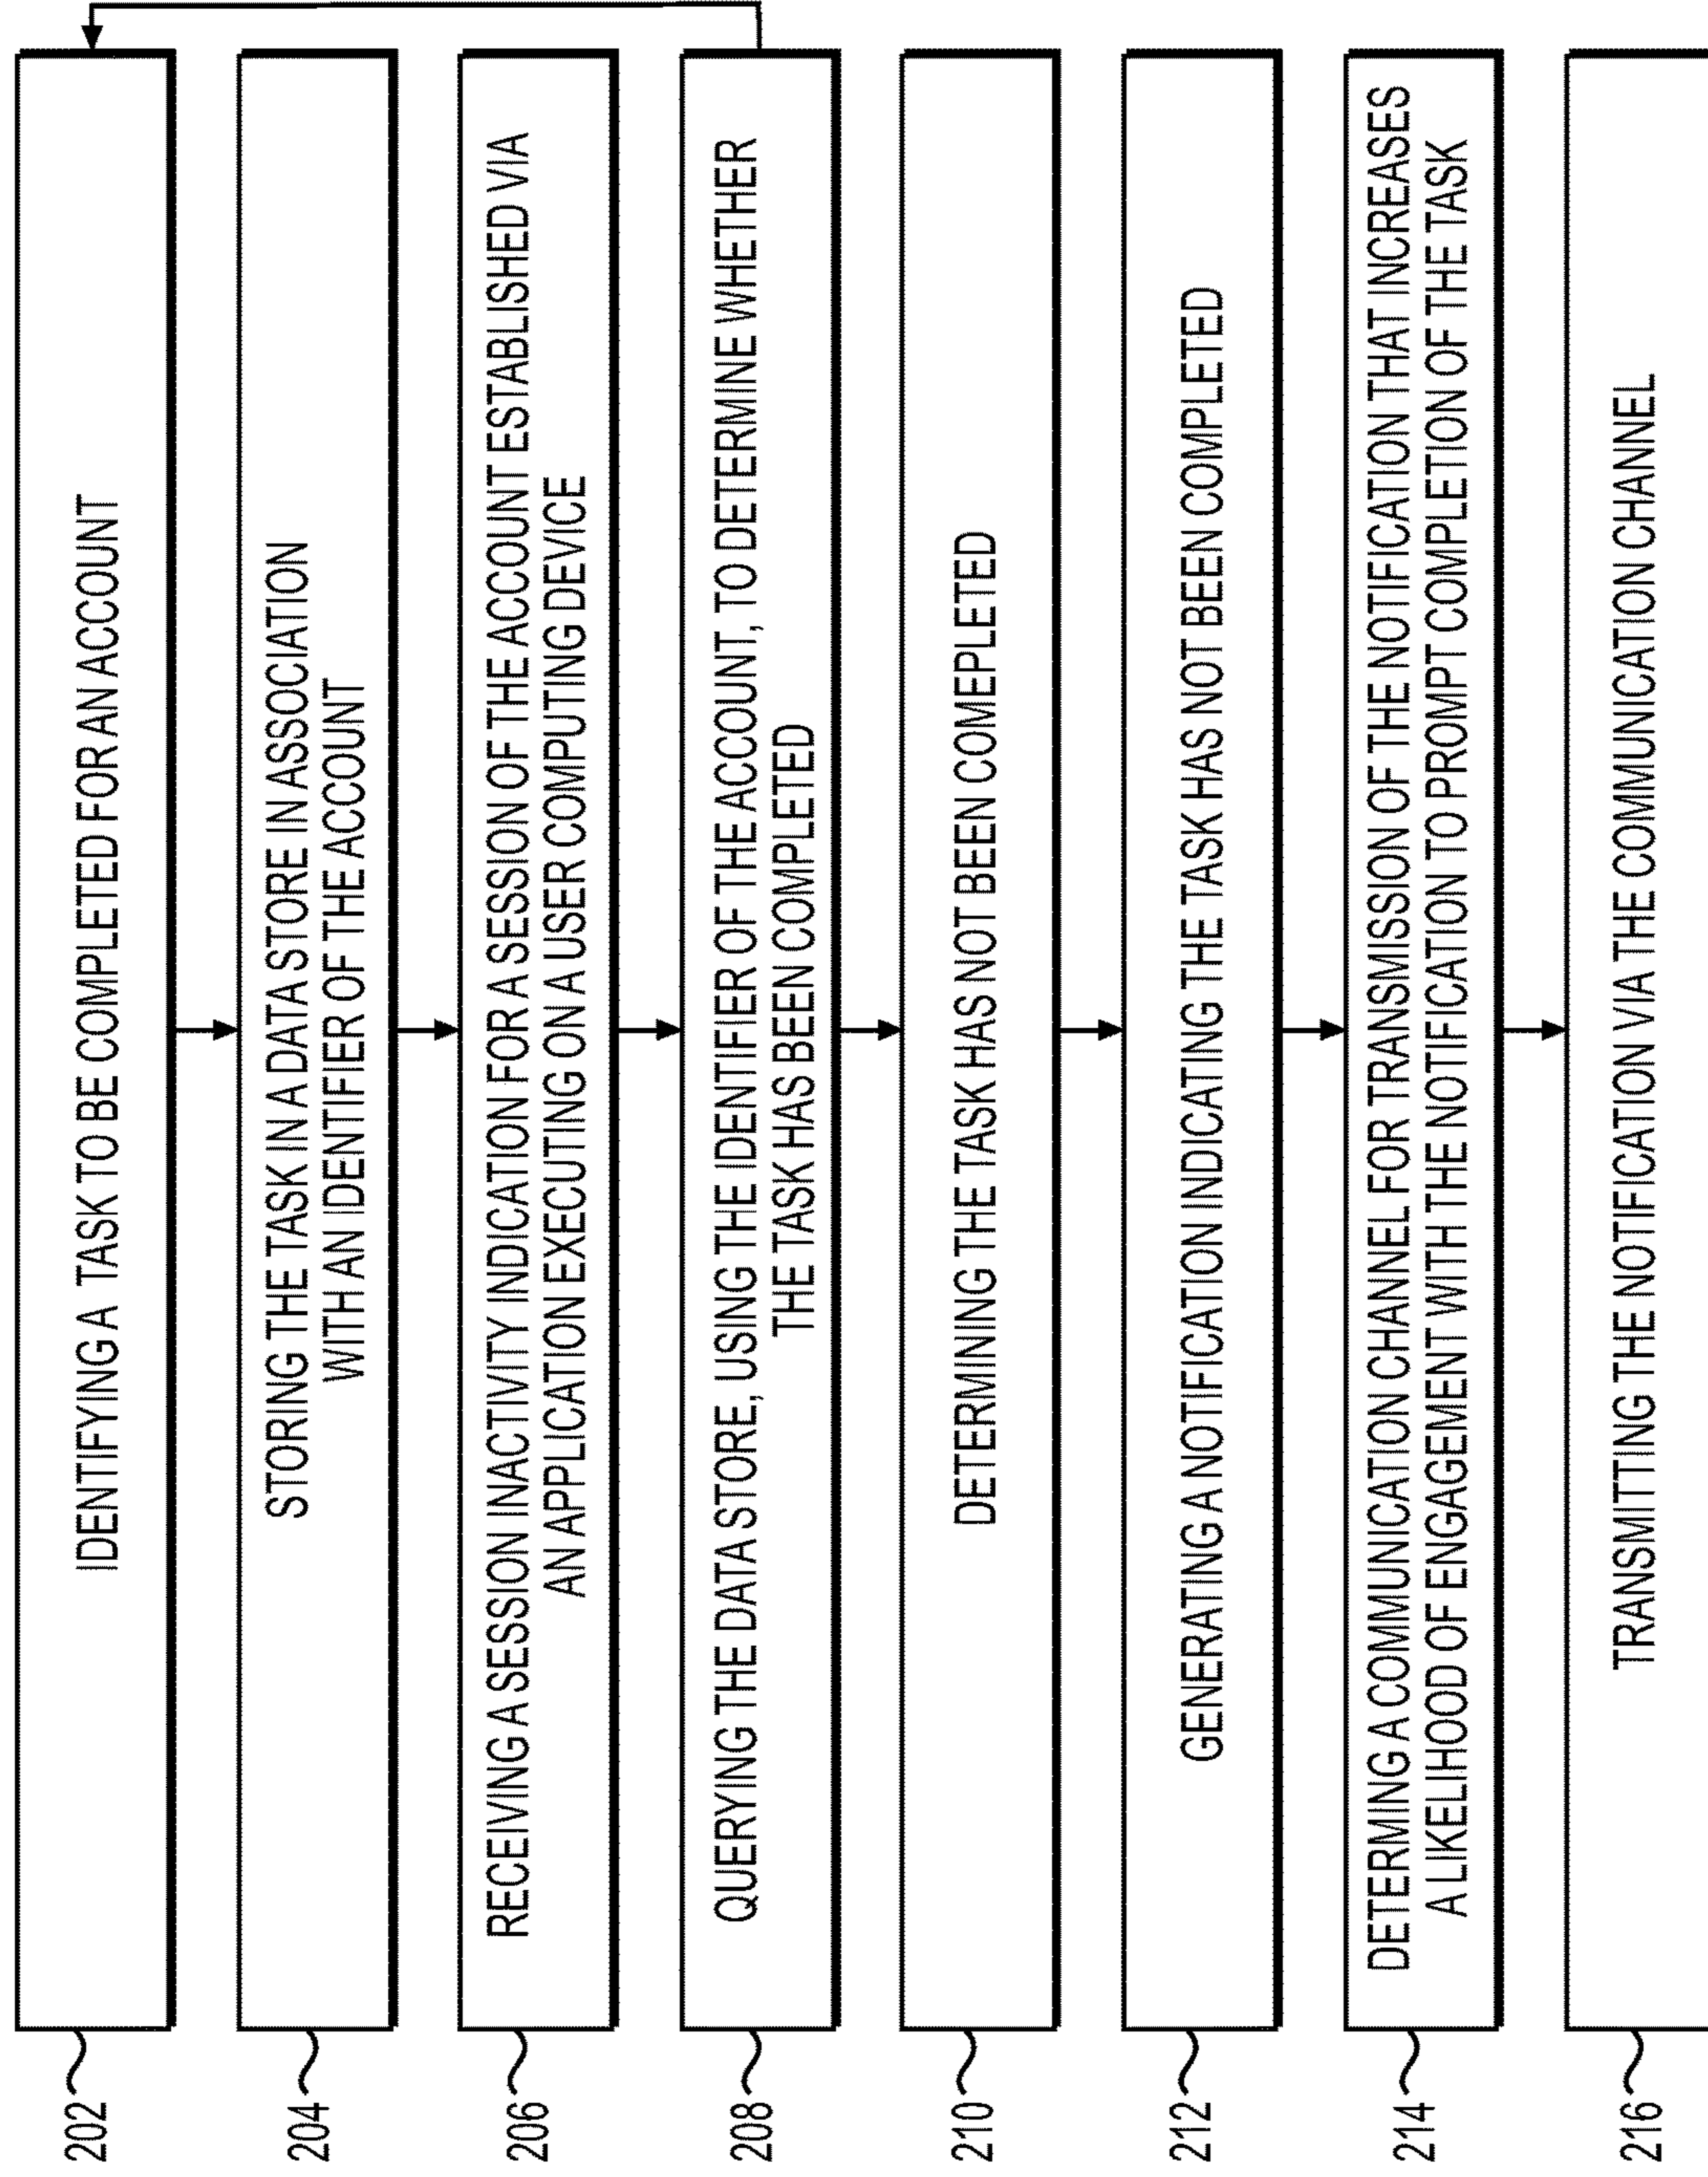 202
IDENTIFYING A TASK TO BE COMPLETED FOR AN ACCOUNT
204
STORING THE TASK IN A DATA STORE IN ASSOCIATION
WITH AN IDENTIFIER OF THE ACCOUNT
206
RECEIVING A SESSION INACTIVITY INDICATION FOR A SESSION OF THE ACCOUNT ESTABLISHED VIA
AN APPLICATION EXECUTING ON A USER COMPUTING DEVICE
208
QUERYING THE DATA STORE, USING THE IDENTIFIER OF THE ACCOUNT, TO DETERMINE WHETHER
THE TASK HAS BEEN COMPLETED
210
DETERMINING THE TASK HAS NOT BEEN COMEPLETED
212
GENERATING A NOTIFICATION INDICATING THE TASK HAS NOT BEEN COMPLETED
214
DETERMING A COMMUNICATION CHANNEL FOR TRANSMISSION OF THE NOTIFICATION THAT INCREASES
A LIKELIHOOD OF ENGAGEMENT WITH THE NOTIFICATION TO PROMPT COMPLETION OF THE TASK
216
TRANSMITTING THE NOTIFICATION VIA THE COMMUNICATION CHANNEL